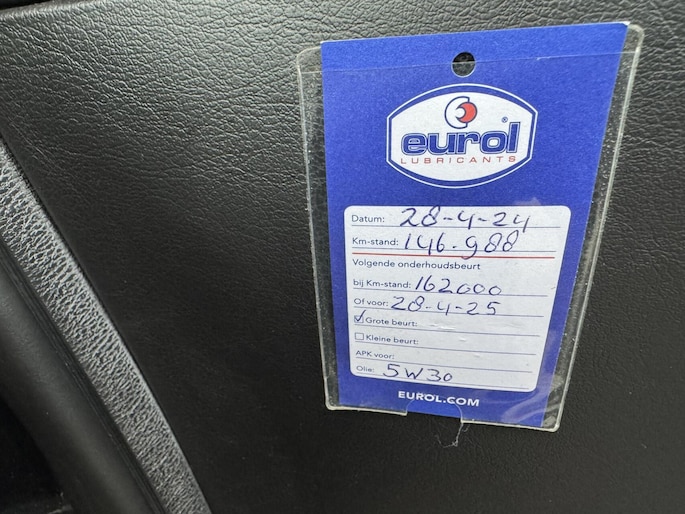 eurol®
LUBRICANTS
Datum: 28-4-24
Km-stand: 146.988
Volgende onderhoudsbeurt
bij Km-stand: 162000
Of voor: 28-4-25
☑ Grote beurt:
☐ Kleine beurt:
APK voor:
Olie: 5W30
EUROL.COM